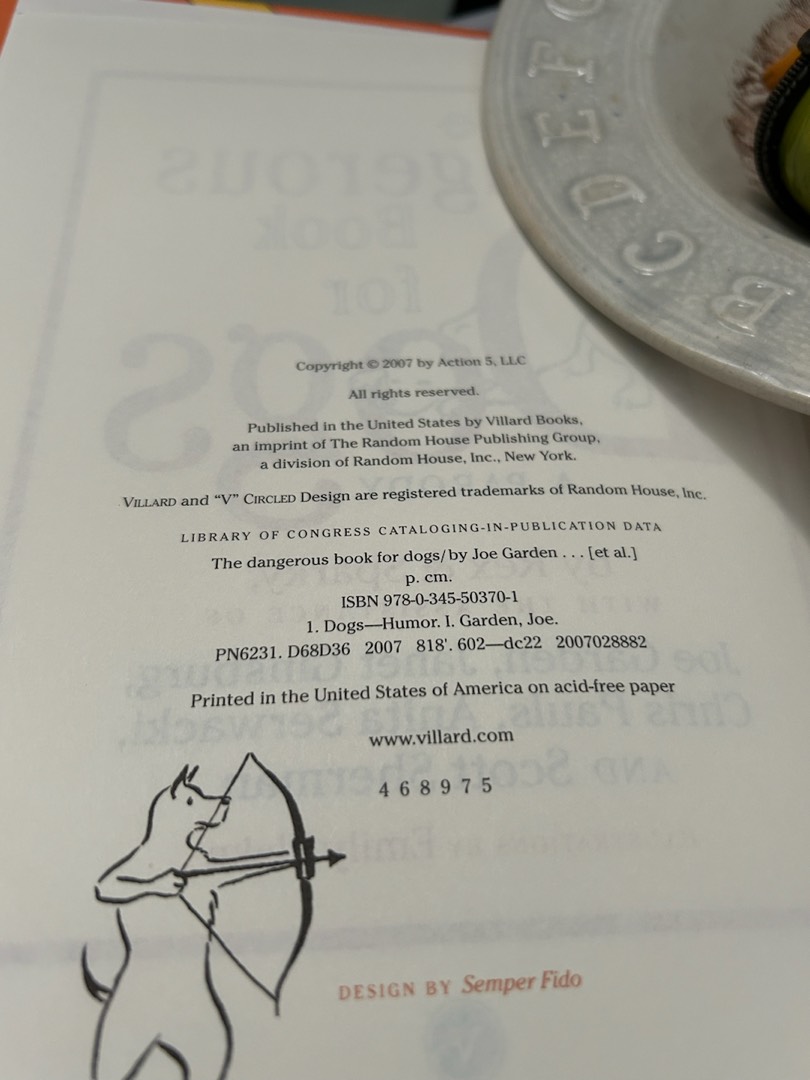 B C D E F G
Copyright © 2007 by Action 5, LLC
All rights reserved.
Published in the United States by Villard Books,
an imprint of The Random House Publishing Group,
a division of Random House, Inc., New York.
VILLARD and “V” CIRCLED Design are registered trademarks of Random House, Inc.
LIBRARY OF CONGRESS CATALOGING-IN-PUBLICATION DATA
The dangerous book for dogs/by Joe Garden . . . [et al.]
p. cm.
ISBN 978-0-345-50370-1
1. Dogs—Humor. I. Garden, Joe.
PN6231. D68D36 2007 818'. 602—dc22 2007028882
Printed in the United States of America on acid-free paper
www.villard.com
4 6 8 9 7 5
DESIGN BY Semper Fido